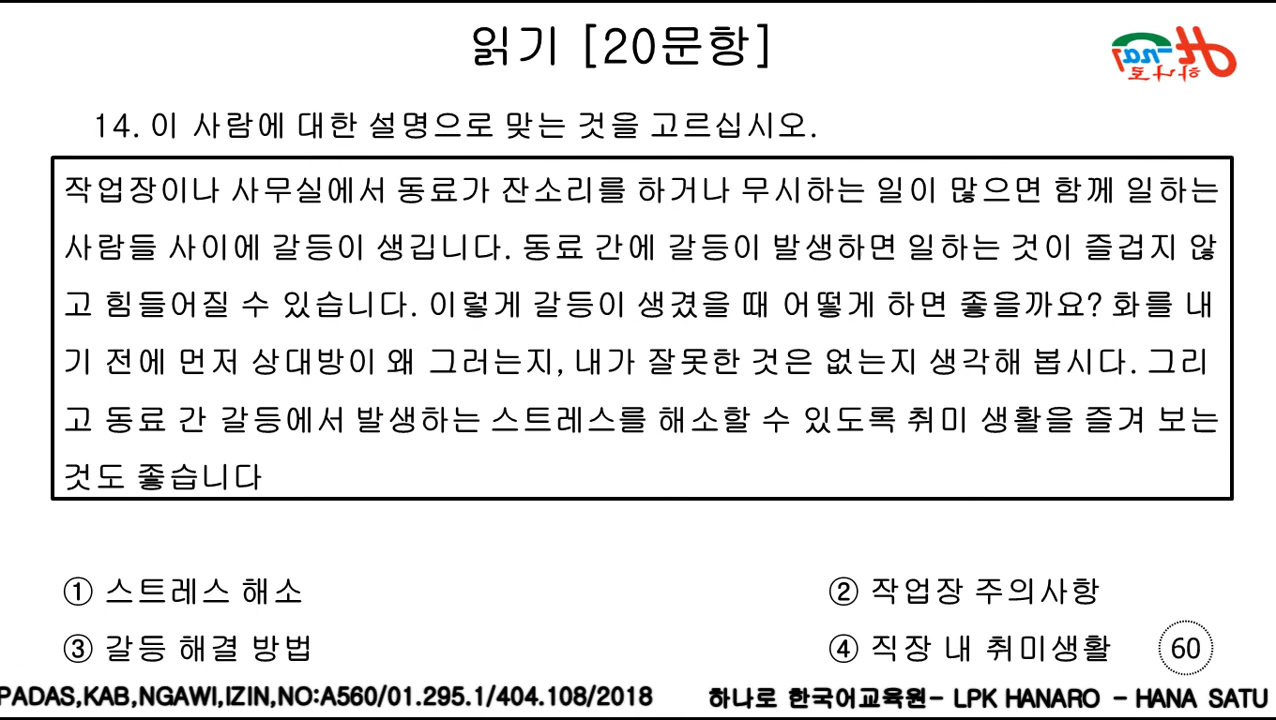 읽기 [20문항]
하나로
14. 이 사람에 대한 설명으로 맞는 것을 고르십시오.
작업장이나 사무실에서 동료가 잔소리를 하거나 무시하는 일이 많으면 함께 일하는
사람들 사이에 갈등이 생깁니다. 동료 간에 갈등이 발생하면 일하는 것이 즐겁지 않
고 힘들어질 수 있습니다. 이렇게 갈등이 생겼을 때 어떻게 하면 좋을까요? 화를 내
기 전에 먼저 상대방이 왜 그러는지, 내가 잘못한 것은 없는지 생각해 봅시다. 그리
고 동료 간 갈등에서 발생하는 스트레스를 해소할 수 있도록 취미 생활을 즐겨 보는
것도 좋습니다
① 스트레스 해소
② 작업장 주의사항
③ 갈등 해결 방법
④ 직장 내 취미생활
60
PADAS,KAB,NGAWI,IZIN,NO:A560/01.295.1/404.108/2018 하나로 한국어교육원- LPK HANARO - HANA SATU